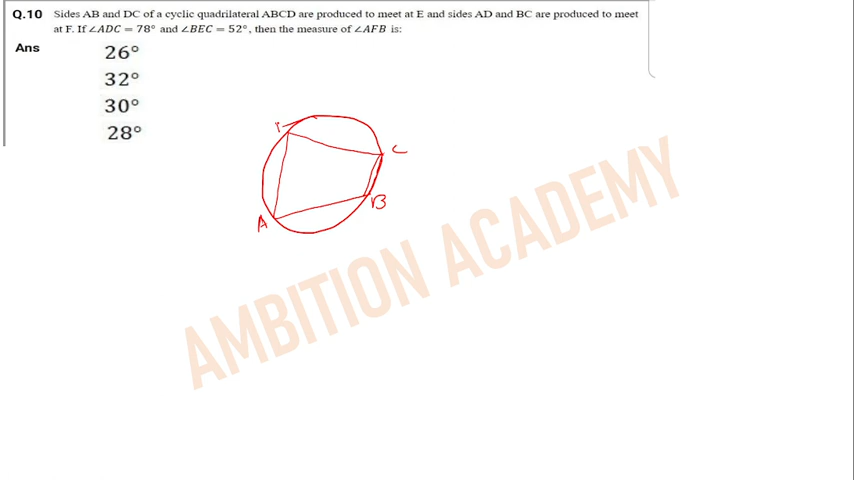 Q.10 Sides AB and DC of a cyclic quadrilateral ABCD are produced to meet at E and sides AD and BC are produced to meet
at F. If ∠ADC = 78° and ∠BEC = 52°, then the measure of ∠AFB is:
Ans 26°
32°
30°
28°
C
B
A
AMBITION ACADEMY